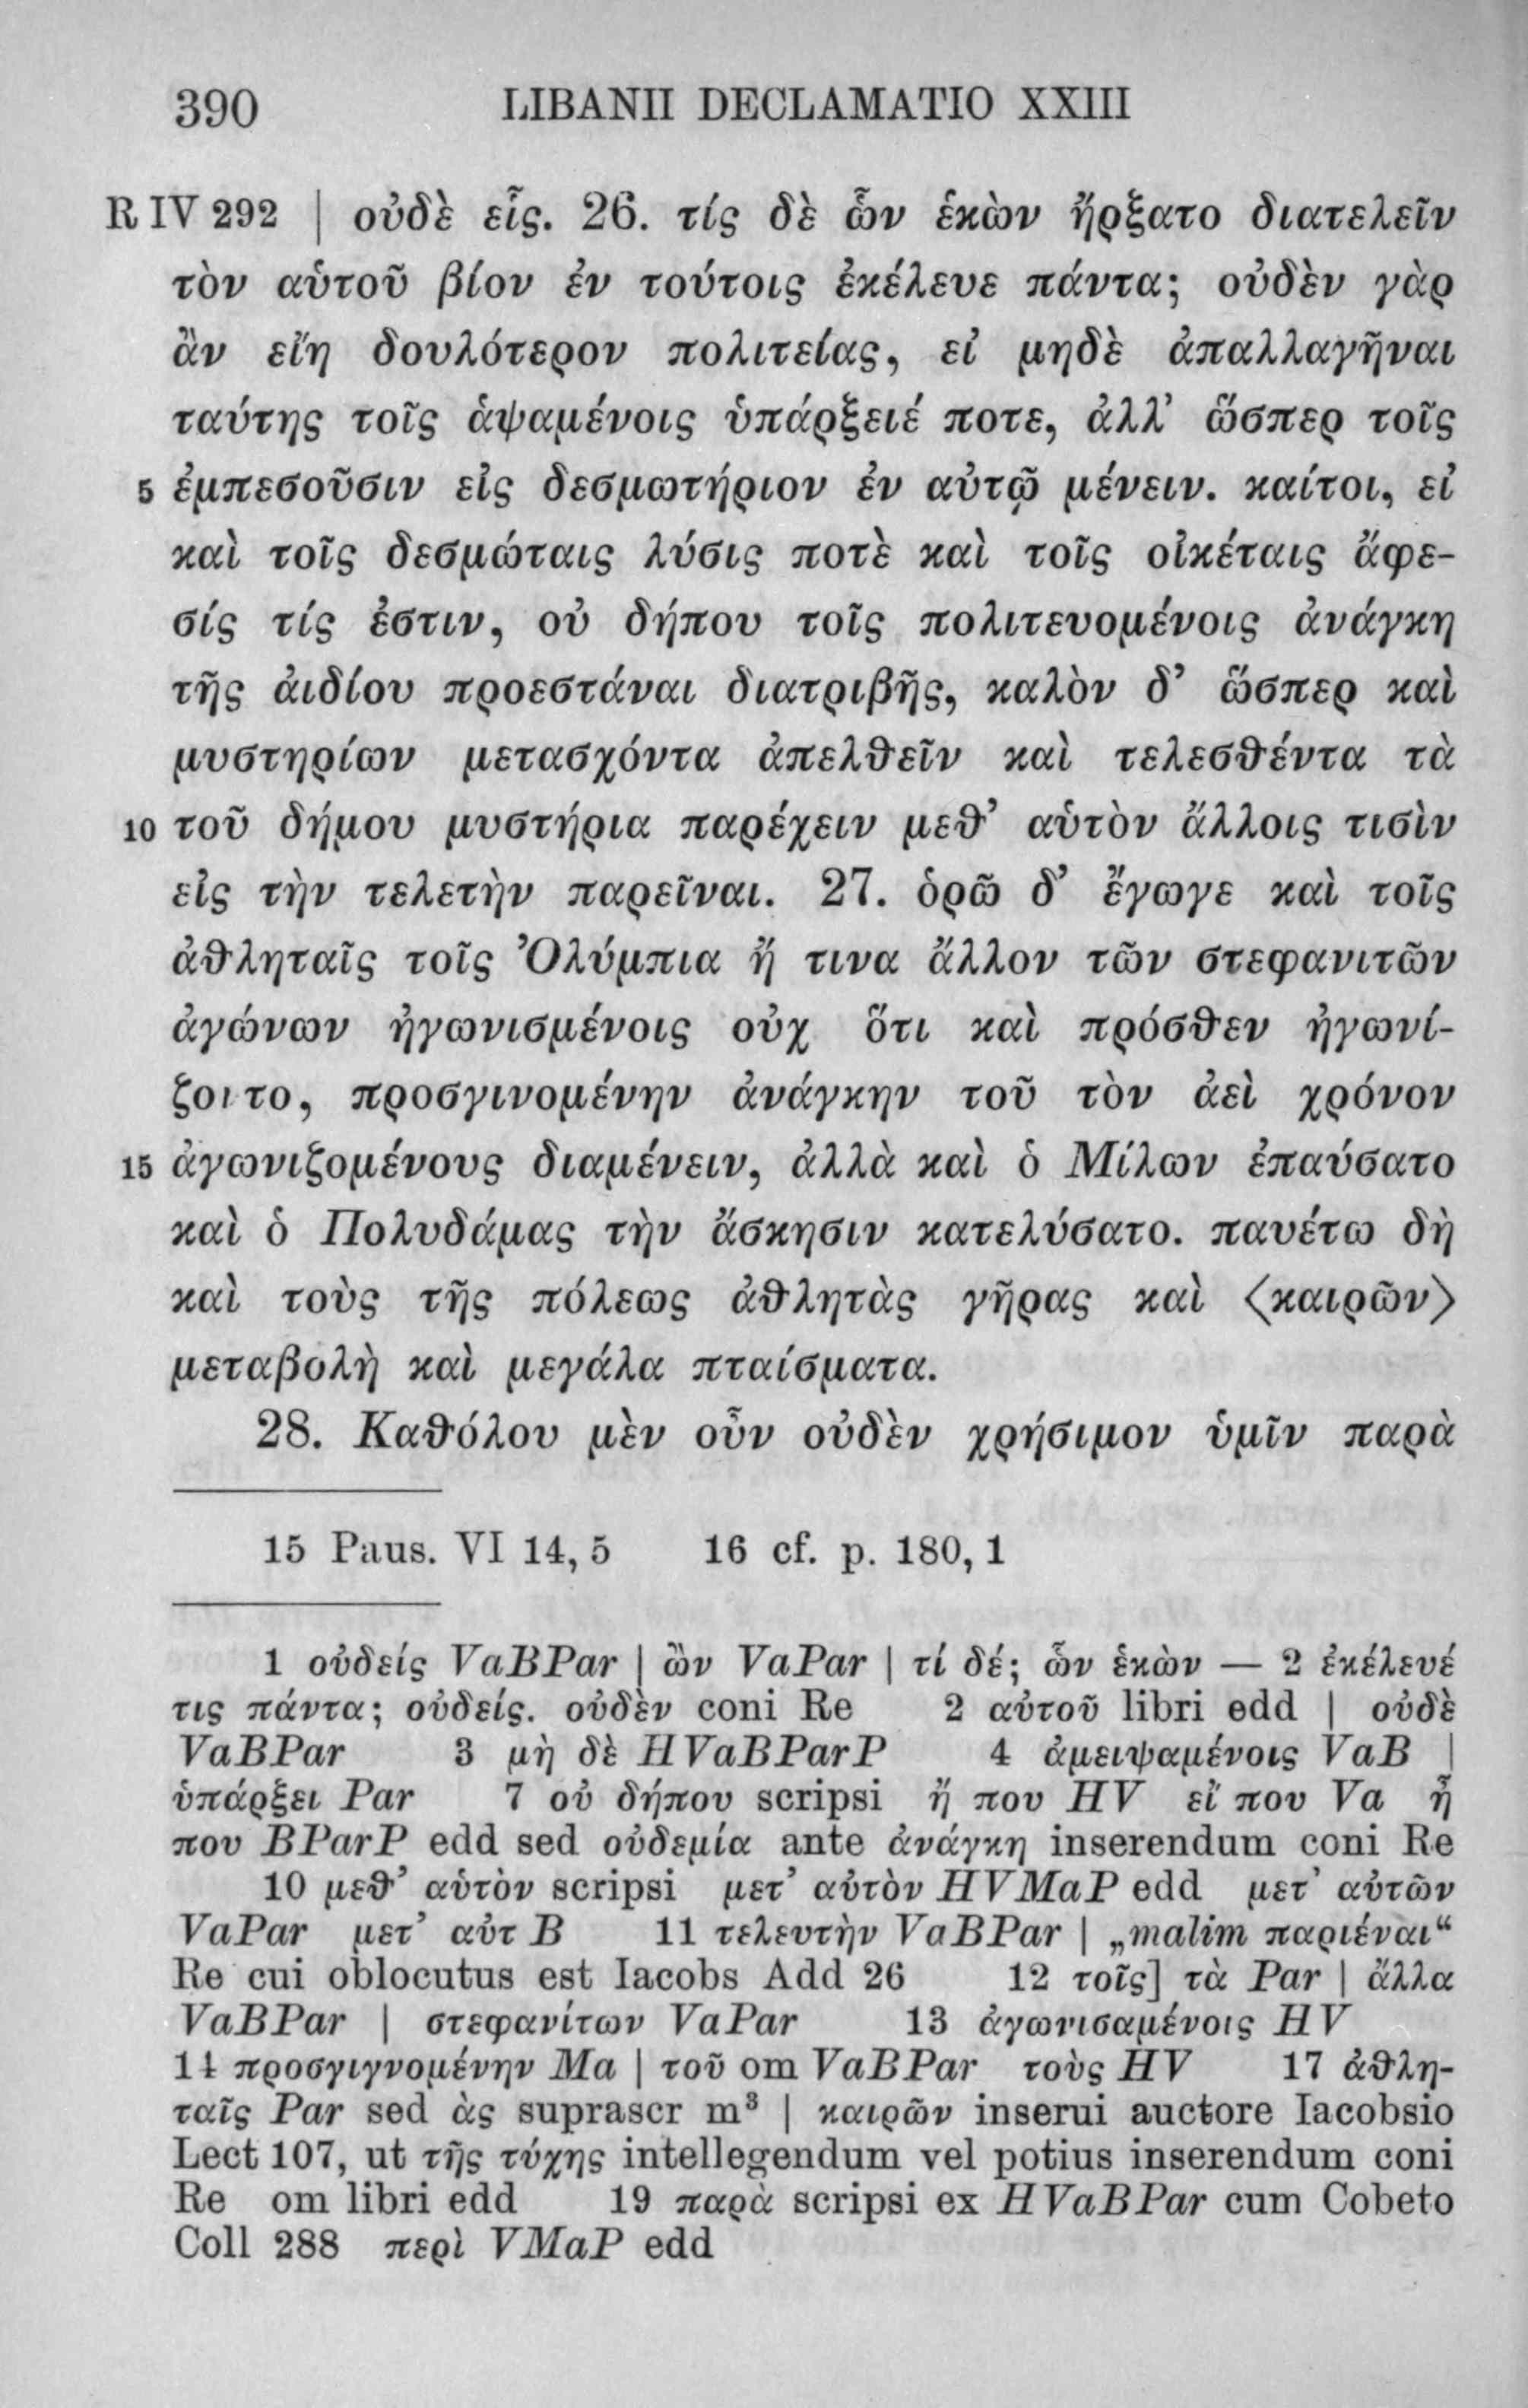 390 LIBANII DECLAMATIO XXIII
R IV 292 | οὐδὲ εἷς. 26. τίς δὲ ὧν ἑκὼν ἤρξατο διατελεῖν
τὸν αὑτοῦ βίον ἐν τούτοις ἐκέλευε πάντα; οὐδὲν γὰρ
ἂν εἴη δουλότερον πολιτείας, εἰ μηδὲ ἀπαλλαγῆναι
ταύτης τοῖς ἁψαμένοις ὑπάρξειέ ποτε, ἀλλ’ ὥσπερ τοῖς
5 ἐμπεσοῦσιν εἰς δεσμωτήριον ἐν αὐτῷ μένειν. καίτοι, εἰ
καὶ τοῖς δεσμώταις λύσις ποτὲ καὶ τοῖς οἰκέταις ἄφε-
σίς τίς ἐστιν, οὐ δήπου τοῖς πολιτευομένοις ἀνάγκη
τῆς ἀιδίου προεστάναι διατριβῆς, καλὸν δ’ ὥσπερ καὶ
μυστηρίων μετασχόντα ἀπελθεῖν καὶ τελεσθέντα τὰ
10 τοῦ δήμου μυστήρια παρέχειν μεθ’ αὑτὸν ἄλλοις τισὶν
εἰς τὴν τελετὴν παρεῖναι. 27. ὁρῶ δ’ ἔγωγε καὶ τοῖς
ἀθληταῖς τοῖς Ὀλύμπια ἤ τινα ἄλλον τῶν στεφανιτῶν
ἀγώνων ἠγωνισμένοις οὐχ ὅτι καὶ πρόσθεν ἠγωνί-
ζοιτο, προσγινομένην ἀνάγκην τοῦ τὸν ἀεὶ χρόνον
15 ἀγωνιζομένους διαμένειν, ἀλλὰ καὶ ὁ Μίλων ἐπαύσατο
καὶ ὁ Πολυδάμας τὴν ἄσκησιν κατελύσατο. παυέτω δὴ
καὶ τοὺς τῆς πόλεως ἀθλητὰς γῆρας καὶ ⟨καιρῶν⟩
μεταβολὴ καὶ μεγάλα πταίσματα.
28. Καθόλου μὲν οὖν οὐδὲν χρήσιμον ὑμῖν παρὰ
15 Paus. VI 14, 5 16 cf. p. 180, 1
1 οὐδείς VaBPar | ὢν VaPar | τί δέ; ὧν ἑκὼν — 2 ἐκέλευέ
τις πάντα; οὐδείς. οὐδὲν coni Re 2 αὐτοῦ libri edd | οὐδὲ
VaBPar 3 μὴ δὲ HVaBParP 4 ἀμειψαμένοις VaB |
ὑπάρξει Par 7 οὐ δήπου scripsi ἤ που HV εἴ που Va ἦ
που BParP edd sed οὐδεμία ante ἀνάγκη inserendum coni Re
10 μεθ’ αὑτὸν scripsi μετ’ αὐτὸν HVMaP edd μετ’ αὐτῶν
VaPar μετ’ αὐτ B 11 τελευτὴν VaBPar | „malim παριέναι“
Re cui oblocutus est Iacobs Add 26 12 τοῖς] τὰ Par | ἄλλα
VaBPar | στεφανίτων VaPar 13 ἀγωνισαμένοις HV
14 προσγιγνομένην Ma | τοῦ om VaBPar τοὺς HV 17 ἀθλη-
ταῖς Par sed ὰς suprascr m³ | καιρῶν inserui auctore Iacobsio
Lect 107, ut τῆς τύχης intellegendum vel potius inserendum coni
Re om libri edd 19 παρὰ scripsi ex HVaBPar cum Cobeto
Coll 288 περὶ VMaP edd